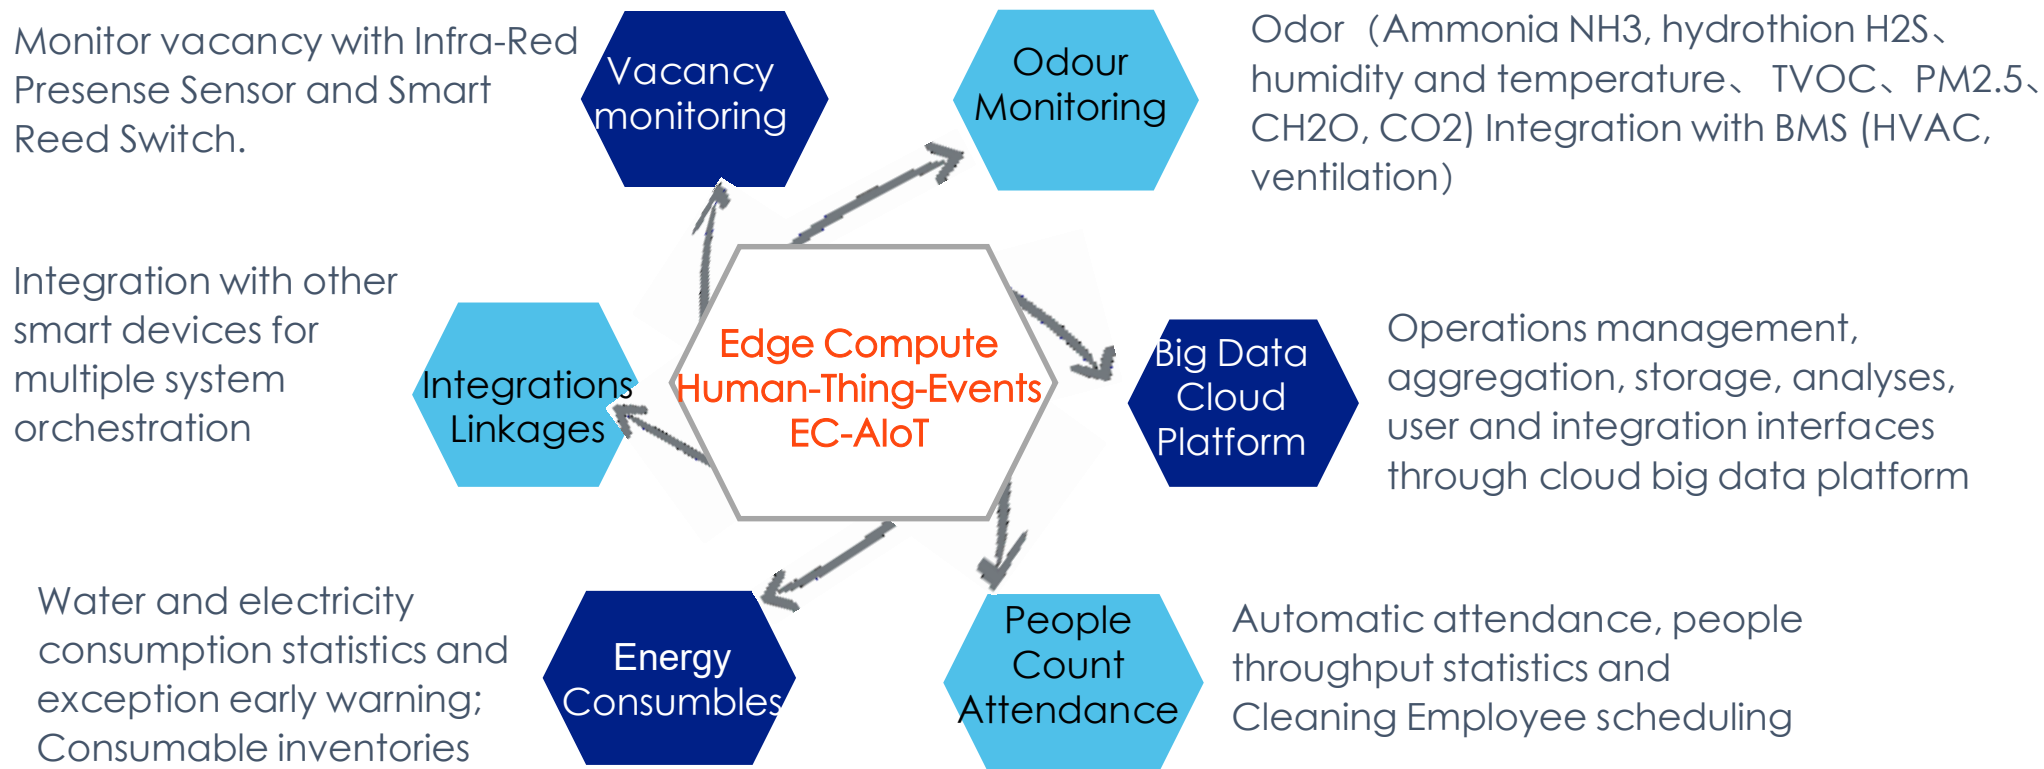 Monitor vacancy with Infra-Red
Presense Sensor and Smart
Reed Switch.
Vacancy
monitoring
Odour
Monitoring
Odor（Ammonia NH3, hydrothion H2S、
humidity and temperature、TVOC、PM2.5、
CH2O, CO2) Integration with BMS (HVAC,
ventilation）
Integration with other
smart devices for
multiple system
orchestration
Integrations
Linkages
Edge Compute
Human-Thing-Events
EC-AIoT
Big Data
Cloud
Platform
Operations management,
aggregation, storage, analyses,
user and integration interfaces
through cloud big data platform
Water and electricity
consumption statistics and
exception early warning;
Consumable inventories
Energy
Consumbles
People
Count
Attendance
Automatic attendance, people
throughput statistics and
Cleaning Employee scheduling